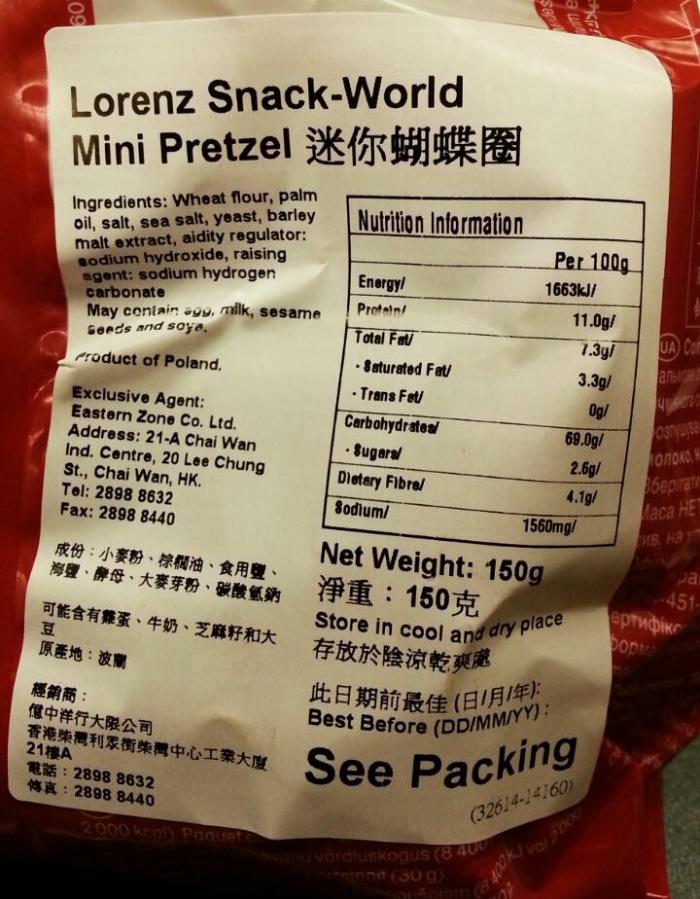 Lorenz Snack-World
Mini Pretzel 迷你蝴蝶圈
Ingredients: Wheat flour, palm
oil, salt, sea salt, yeast, barley
malt extract, aidity regulator:
sodium hydroxide, raising
agent: sodium hydrogen
carbonate
May contain egg, milk, sesame
seeds and soya.
Product of Poland.
Exclusive Agent:
Eastern Zone Co. Ltd.
Address: 21-A Chai Wan
Ind. Centre, 20 Lee Chung
St., Chai Wan, HK.
Tel: 2898 8632
Fax: 2898 8440
成份：小麥粉、棕櫚油、食用鹽、
海鹽、酵母、大麥芽粉、碳酸氫鈉
可能含有雞蛋、牛奶、芝麻籽和大
豆
原產地：波蘭
經銷商：
億中洋行大限公司
香港柴灣利眾街柴灣中心工業大廈
21樓A
電話：2898 8632
傳真：2898 8440
Nutrition Information
Per 100g
Energy/ 1663kJ/
Protein/ 11.0g/
Total Fat/ 7.3g/
- Saturated Fat/ 3.3g/
- Trans Fat/ 0g/
Carbohydrates/ 69.0g/
- Sugars/ 2.6g/
Dietary Fibre/ 4.1g/
Sodium/ 1560mg/
Net Weight: 150g
淨重：150克
Store in cool and dry place
存放於陰涼乾爽處
此日期前最佳 (日/月/年):
Best Before (DD/MM/YY) :
See Packing
(32614-14160)
2 000 kcal). Paquet
võrdluskogus (8 400
(30 g)